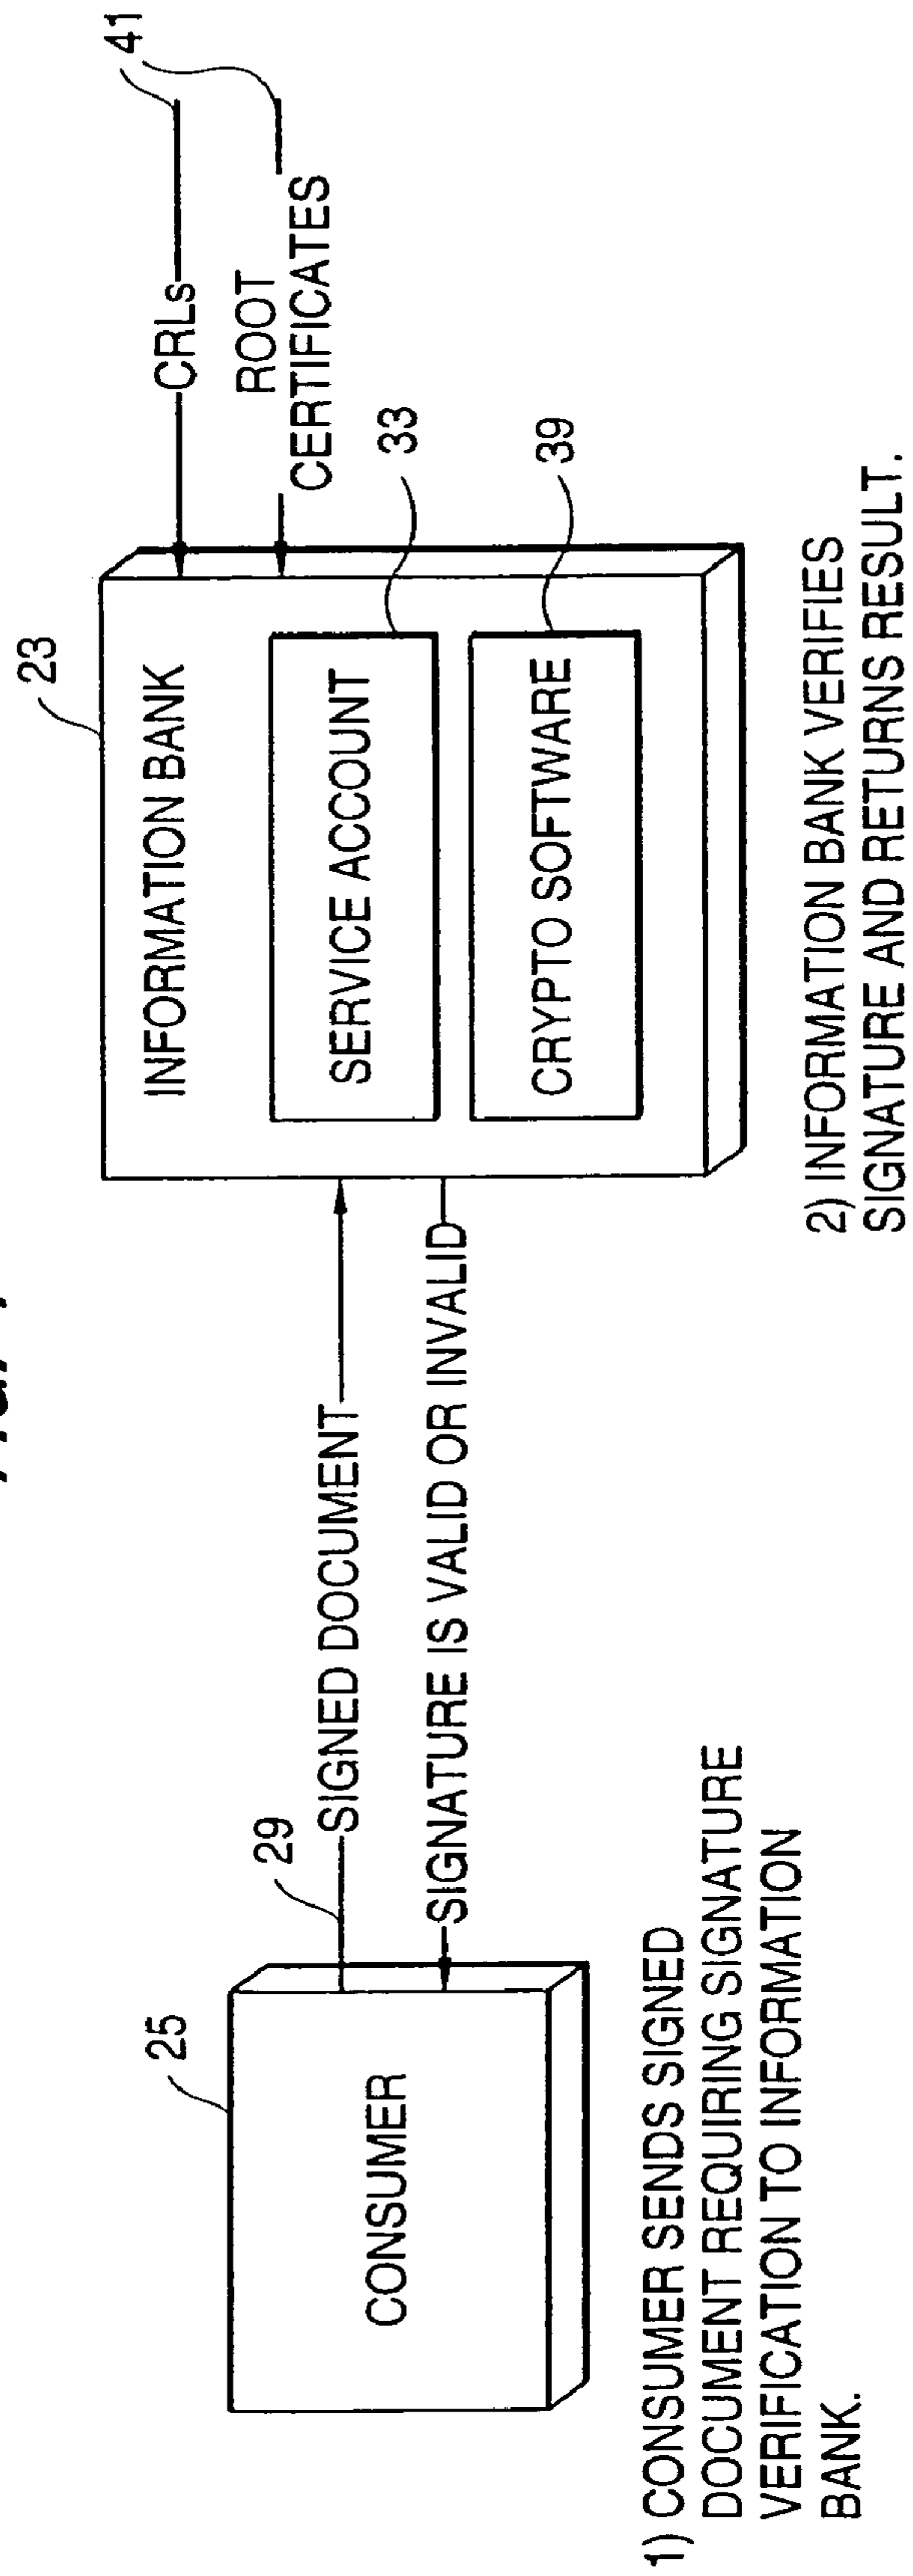 23
41
INFORMATION BANK
CRLs
ROOT
CERTIFICATES
SERVICE ACCOUNT
33
CRYPTO SOFTWARE
39
25
CONSUMER
29
SIGNED DOCUMENT
SIGNATURE IS VALID OR INVALID
1) CONSUMER SENDS SIGNED
DOCUMENT REQUIRING SIGNATURE
VERIFICATION TO INFORMATION
BANK.
2) INFORMATION BANK VERIFIES
SIGNATURE AND RETURNS RESULT.